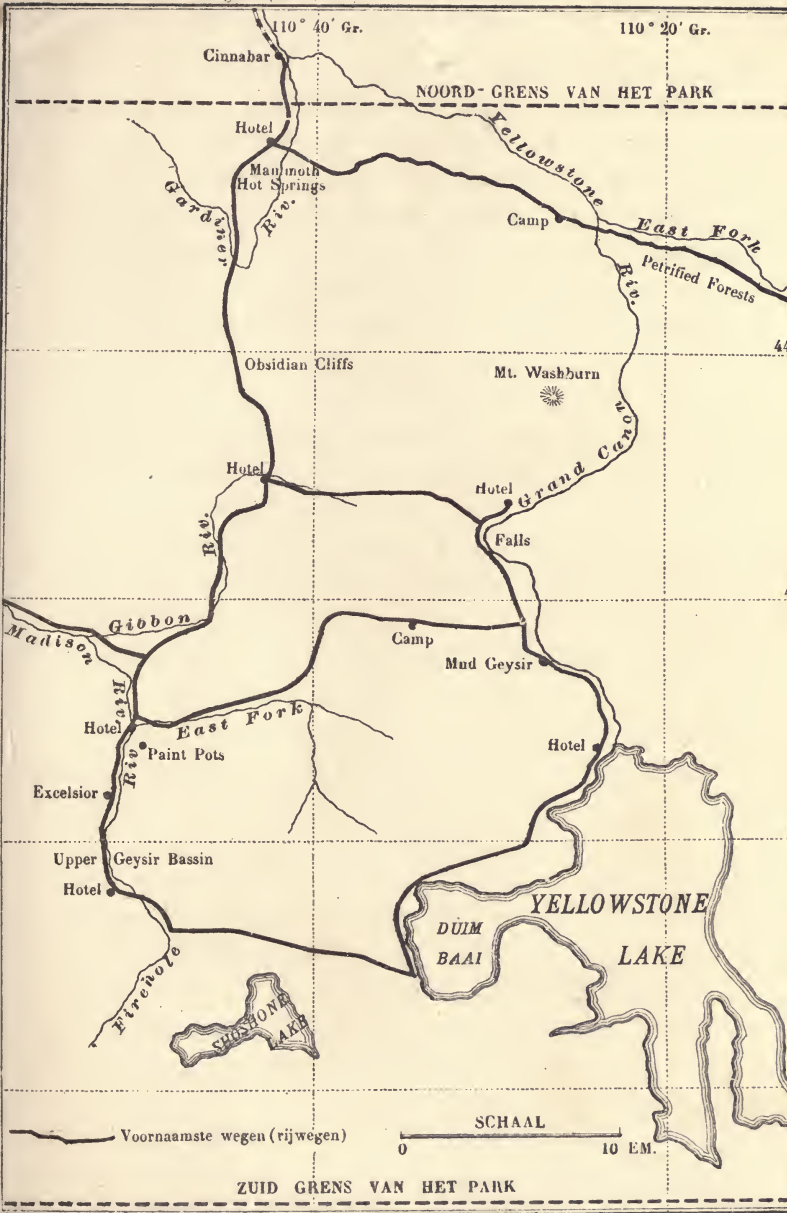 110° 40' Gr.
110° 20' Gr.
Cinnabar
NOORD-GRENS VAN HET PARK
Hotel
Yellowstone
Mammoth
Hot Springs
Gardiner
Riv.
Camp
East Fork
Riv.
Petrified Forests
44
Obsidian Cliffs
Mt. Washburn
Grand Canon
Hotel
Hotel
Riv.
Falls
Gibbon
Madison
Camp
Mud Geysir
Riv.
East Fork
Hotel
Riv
Paint Pots
Hotel
Excelsior
Upper Geysir Bassin
Hotel
YELLOWSTONE
LAKE
DUIM
BAAI
Firehole
SHOSHONE
LAKE
Voornaamste wegen (rijwegen)
SCHAAL
0 10 EM.
ZUID GRENS VAN HET PARK